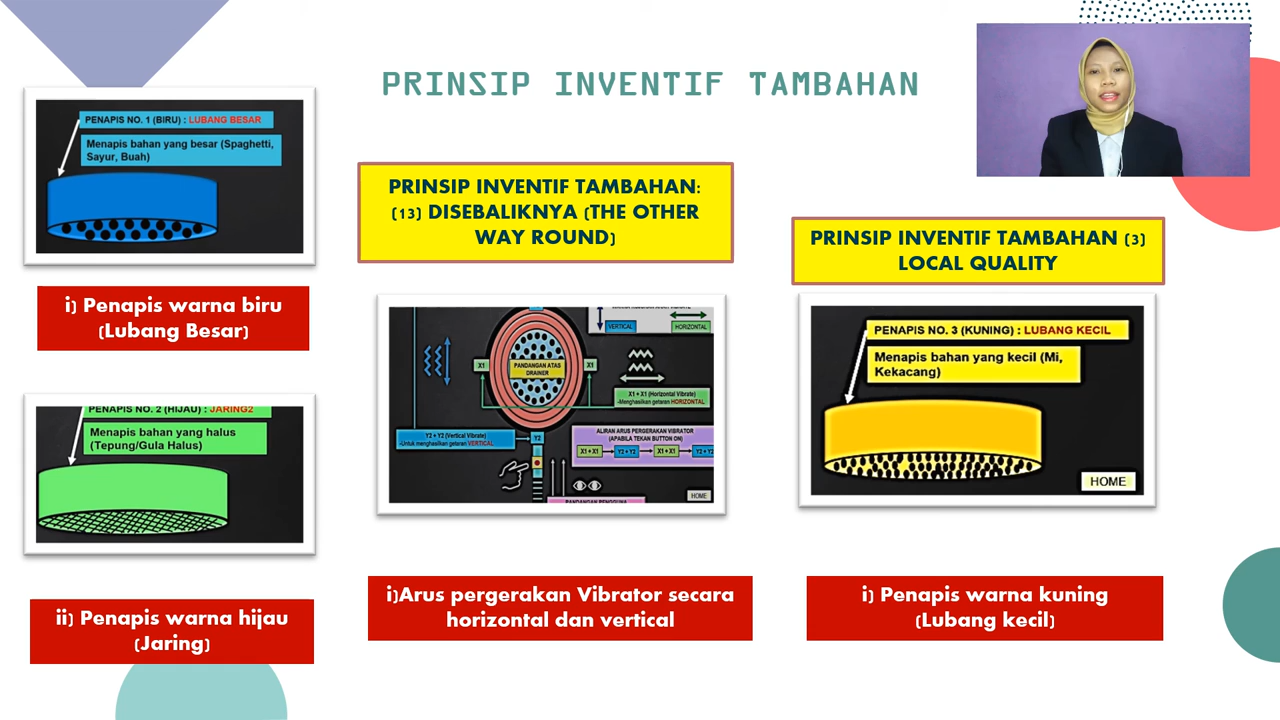 PRINSIP INVENTIF TAMBAHAN
PENAPIS NO. 1 (BIRU) : LUBANG BESAR
Menapis bahan yang besar (Spaghetti,
Sayur, Buah)
i) Penapis warna biru
(Lubang Besar)
PENAPIS NO. 2 (HIJAU) : JARING2
Menapis bahan yang halus
(Tepung/Gula Halus)
ii) Penapis warna hijau
(Jaring)
PRINSIP INVENTIF TAMBAHAN:
(13) DISEBALIKNYA (THE OTHER
WAY ROUND)
VERTICAL
HORIZONTAL
X1
PANDANGAN ATAS
DRAINER
X1
X1 + X1 (Horizontal Vibrate)
-Menghasilkan getaran HORIZONTAL
Y2 + Y2 (Vertical Vibrate)
-Untuk menghasilkan getaran VERTICAL
Y2
ALIRAN ARUS PERGERAKAN VIBRATOR
(APABILA TEKAN BUTTON ON)
X1+X1
Y2+Y2
X1+X1
Y2+Y2
PANDANGAN PENGGUNA
HOME
i)Arus pergerakan Vibrator secara
horizontal dan vertical
PRINSIP INVENTIF TAMBAHAN (3)
LOCAL QUALITY
PENAPIS NO. 3 (KUNING) : LUBANG KECIL
Menapis bahan yang kecil (Mi,
Kekacang)
HOME
i) Penapis warna kuning
(Lubang kecil)